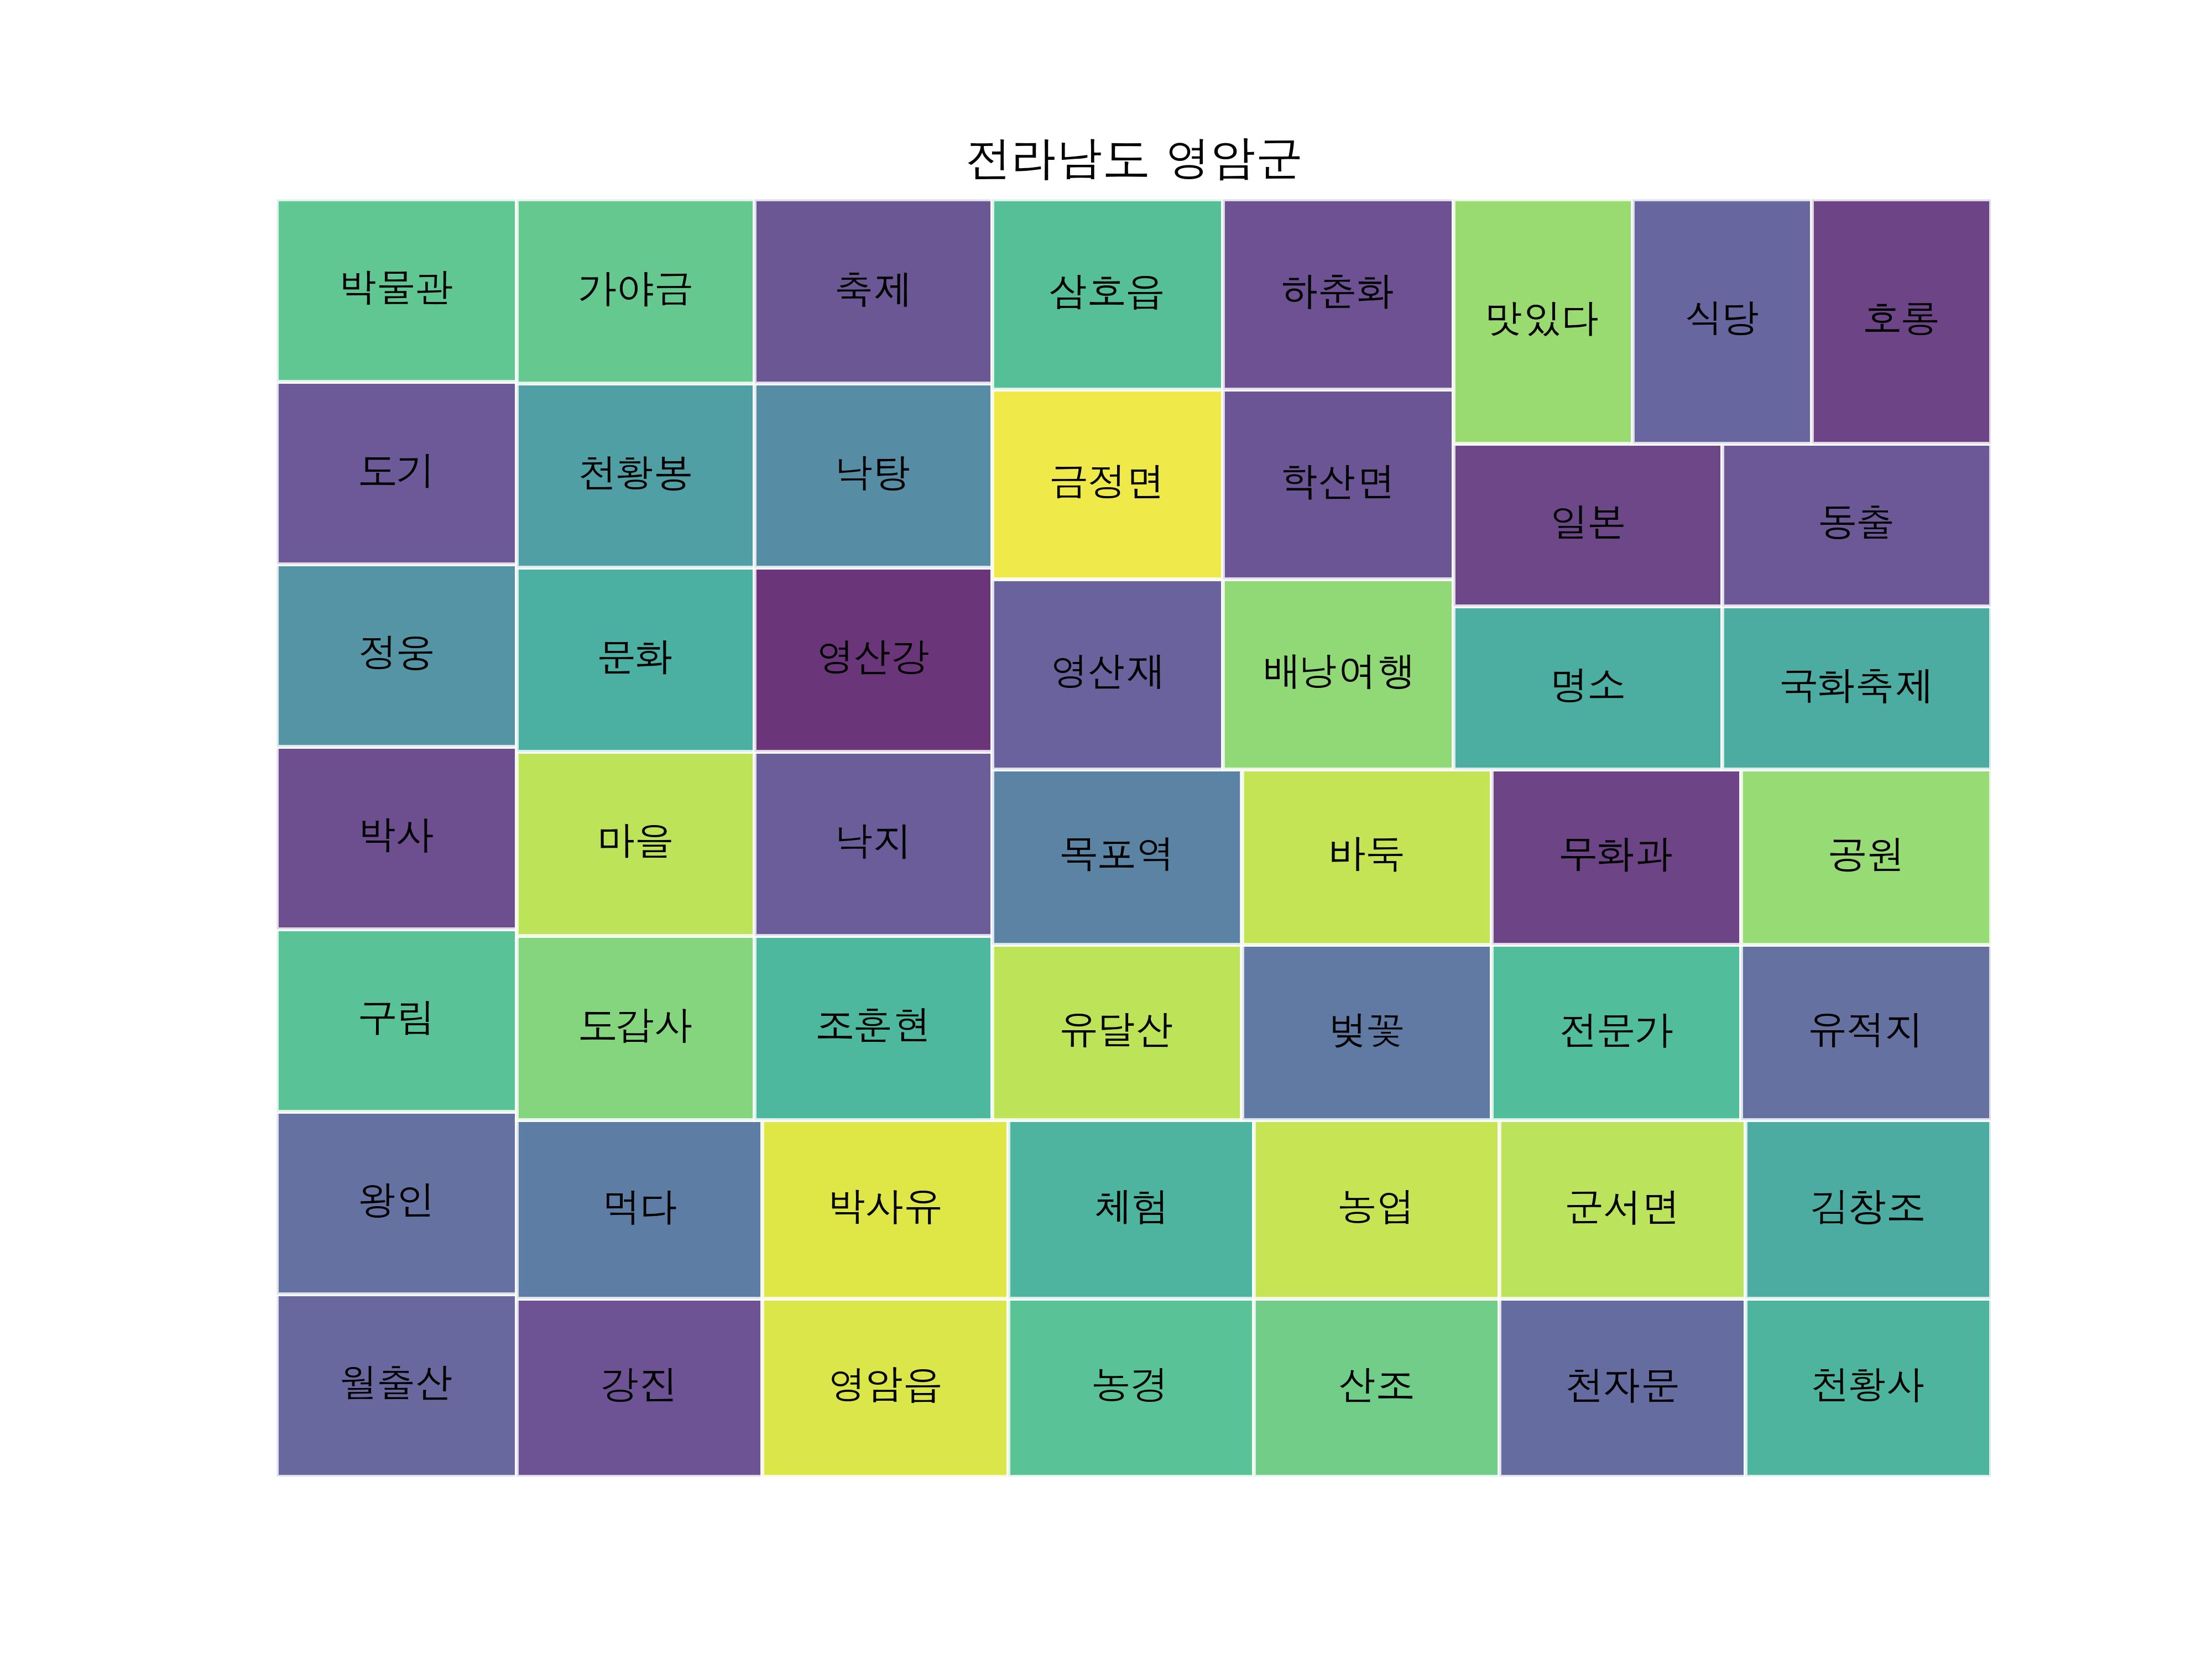 전라남도 영암군
박물관
가야금
축제
삼호읍
하춘화
맛있다
식당
호롱
도기
천황봉
낙탕
금정면
학산면
일본
동출
정웅
문화
영산강
영산재
배낭여행
명소
국화축제
박사
마을
낙지
목포역
바둑
무화과
공원
구림
도갑사
조훈현
유달산
벚꽃
전문가
유적지
왕인
먹다
박사유
체험
농업
군서면
김창조
월출산
강진
영암읍
농경
산조
천자문
천황사